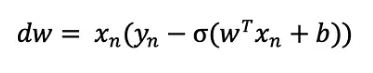 dw = xₙ(yₙ − σ(wᵀxₙ + b))